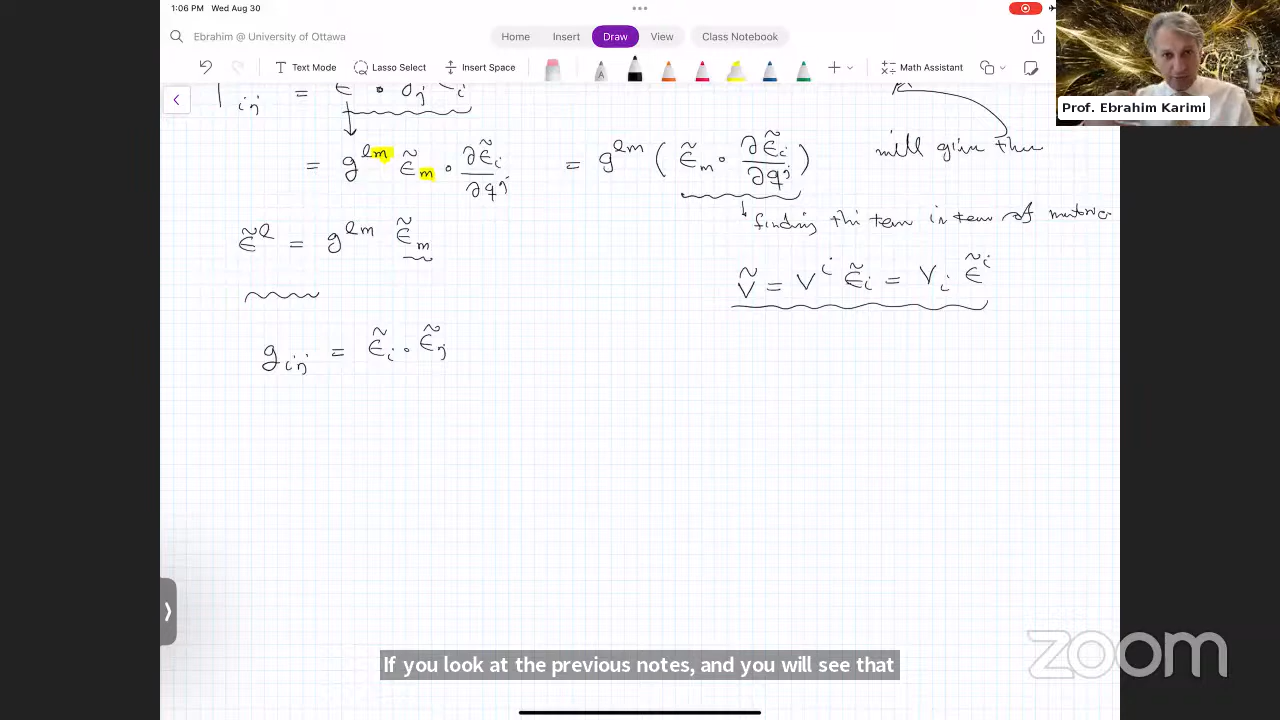 1:06 PM Wed Aug 30
Ebrahim @ University of Ottawa
Home Insert Draw View Class Notebook
Text Mode Lasso Select Insert Space Math Assistant
Prof. Ebrahim Karimi
will give the
= g^{lm} ε̃_m · ∂ε̃_i/∂q^j = g^{lm} ( ε̃_m · ∂ε̃_i/∂q^j )
finding this term in term of
ε̃^l = g^{lm} ε̃_m
Ṽ = V^i ε̃_i = V_i ε̃^i
g_{ij} = ε̃_i · ε̃_j
If you look at the previous notes, and you will see that
zoom